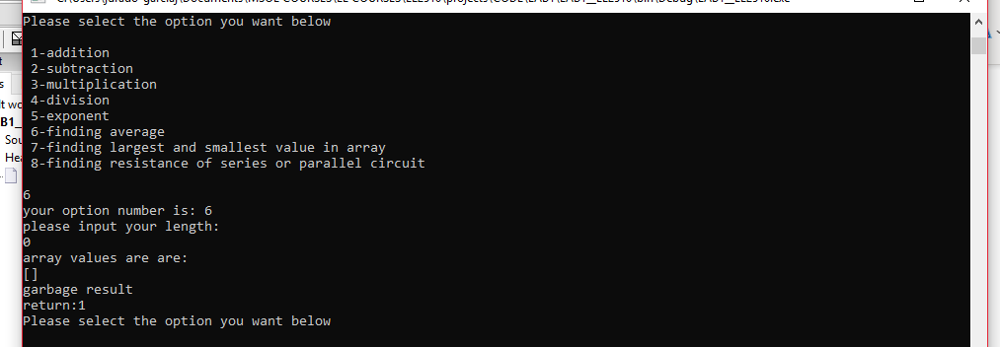 Please select the option you want below
1-addition
2-subtraction
3-multiplication
4-division
5-exponent
6-finding average
7-finding largest and smallest value in array
8-finding resistance of series or parallel circuit
6
your option number is: 6
please input your length:
0
array values are are:
[]
garbage result
return:1
Please select the option you want below
B1_
Sou
Hea